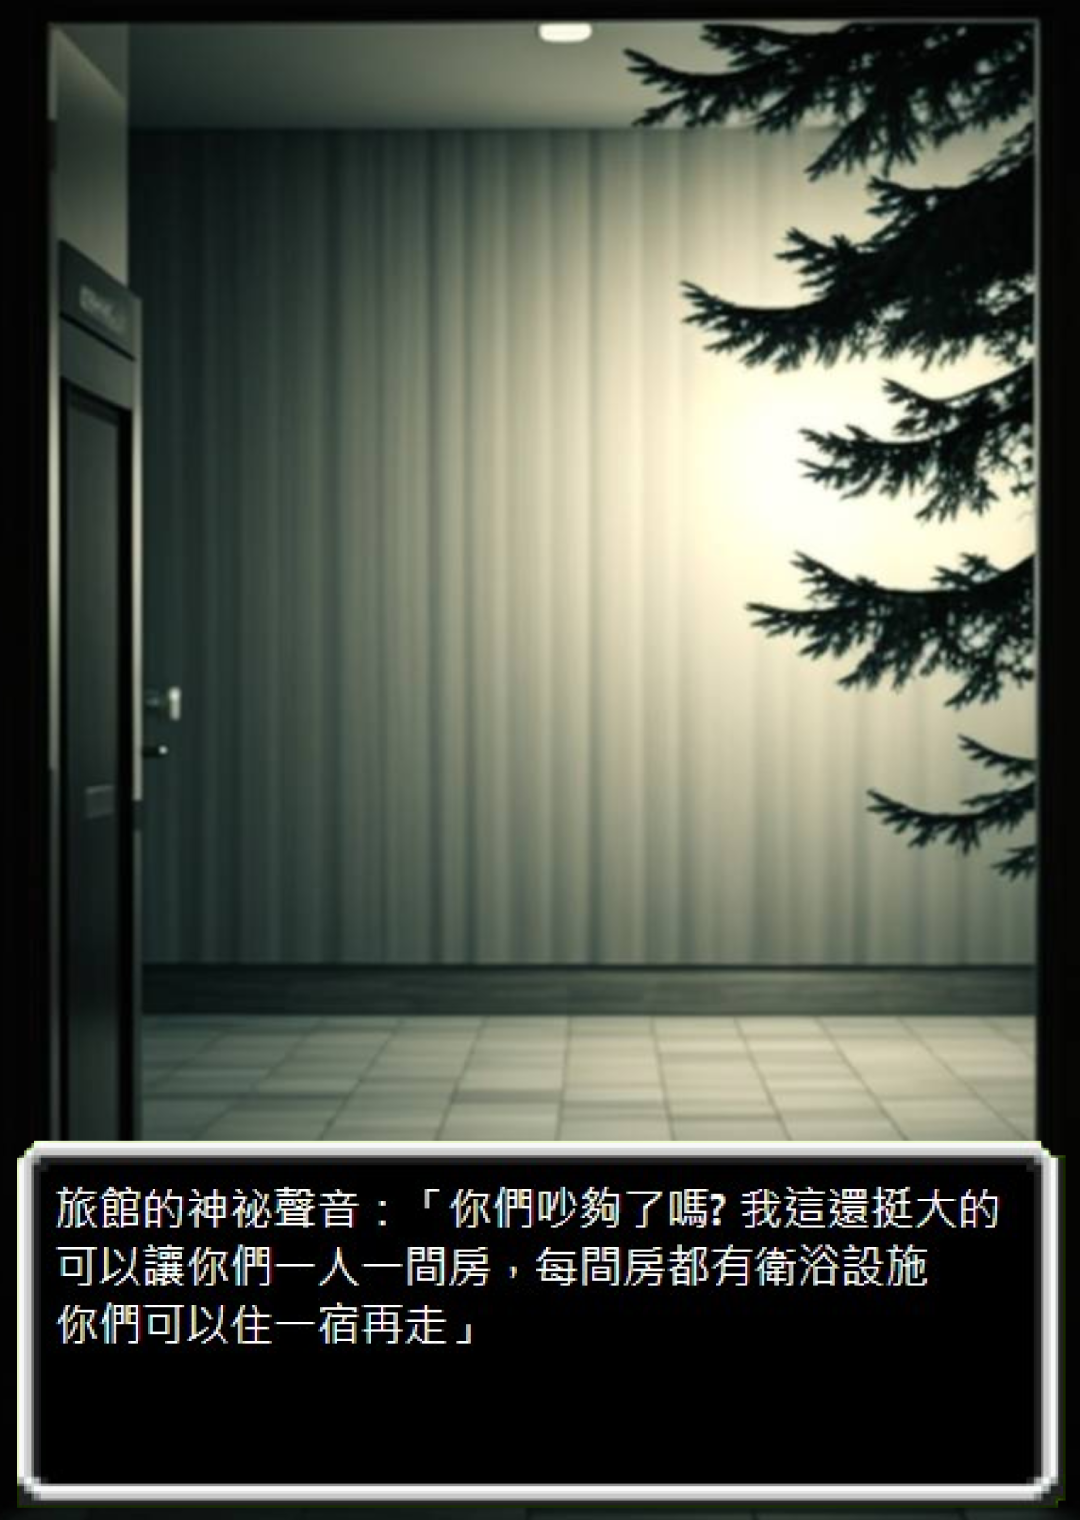 旅館的神祕聲音：「你們吵夠了嗎? 我這還挺大的
可以讓你們一人一間房，每間房都有衛浴設施
你們可以住一宿再走」